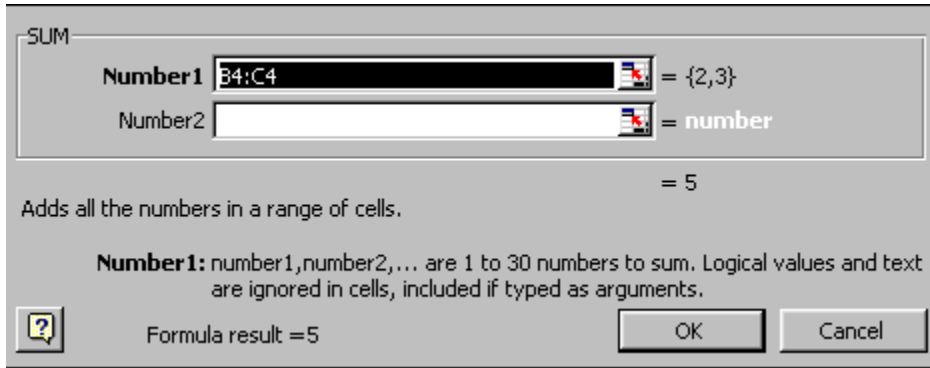 SUM
Number1 B4:C4 = {2,3}
Number2 = number
= 5
Adds all the numbers in a range of cells.
Number1: number1,number2,... are 1 to 30 numbers to sum. Logical values and text
are ignored in cells, included if typed as arguments.
? Formula result =5 OK Cancel